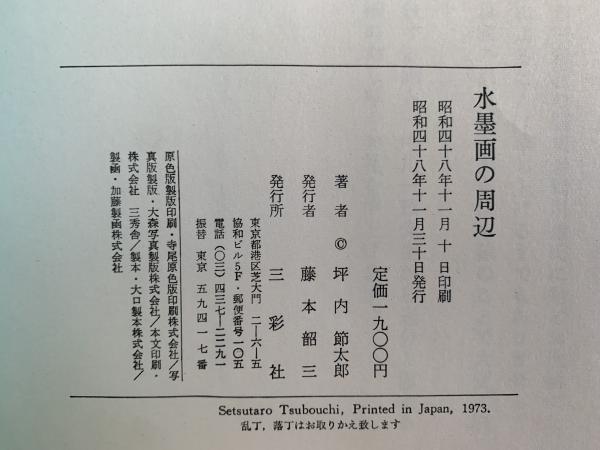 水墨画の周辺
昭和四十八年十一月 十 日印刷
昭和四十八年十一月三十日発行
定価一九〇〇円
著 者 © 坪内 節太郎
発行者 藤本 韶三
発行所 三彩社
東京都港区芝大門 二—六—五
協和ビル5F・郵便番号一〇五
電話(〇三)四三七—二二九一
振替 東京 五九四一七番
原色版製版印刷・寺尾原色版印刷株式会社/写
真版製版・大森写真製版株式会社/本文印刷・
株式会社 三秀舎/製本・大口製本株式会社/
製函・加藤製函株式会社
Setsutaro Tsubouchi, Printed in Japan, 1973.
乱丁，落丁はお取りかえ致します